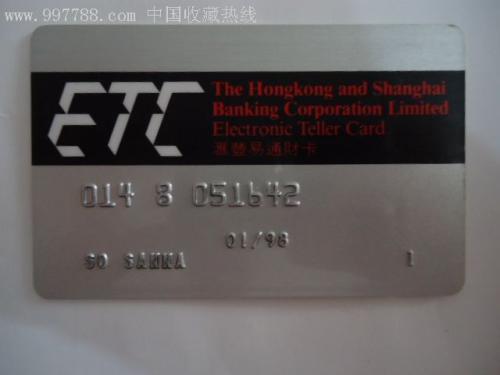 www.997788.com 中国收藏热线
ETC
The Hongkong and Shanghai
Banking Corporation Limited
Electronic Teller Card
滙豐易通財卡
014 8 051642
01/98
SO SAKKA 1